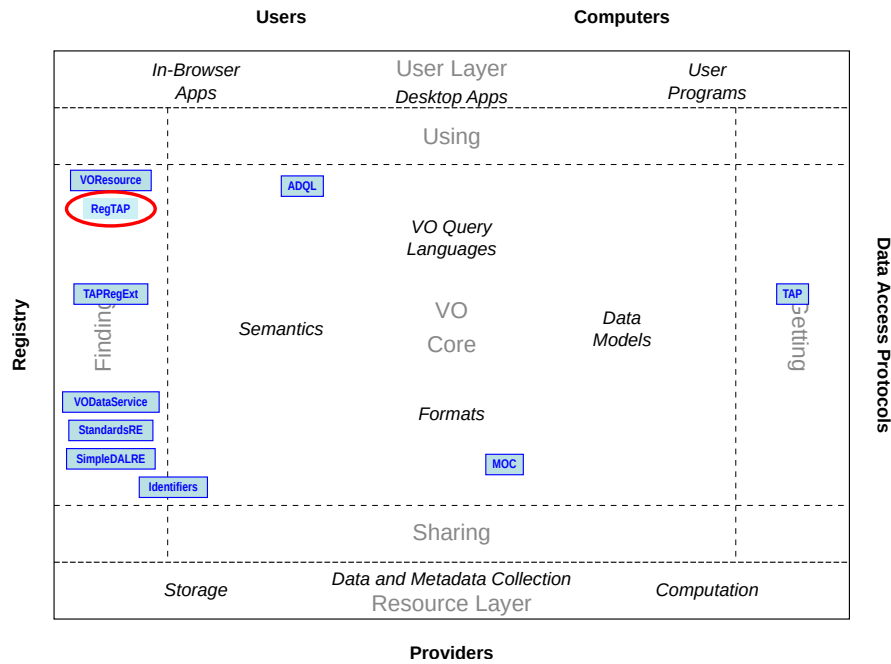 Users
Computers
In-Browser
Apps
User Layer
Desktop Apps
User
Programs
Using
VOResource
RegTAP
ADQL
VO Query
Languages
TAPRegExt
TAP
Registry
Finding
Semantics
VO
Core
Data
Models
Getting
Data Access Protocols
VODataService
StandardsRE
SimpleDALRE
Identifiers
Formats
MOC
Sharing
Storage
Data and Metadata Collection
Resource Layer
Computation
Providers